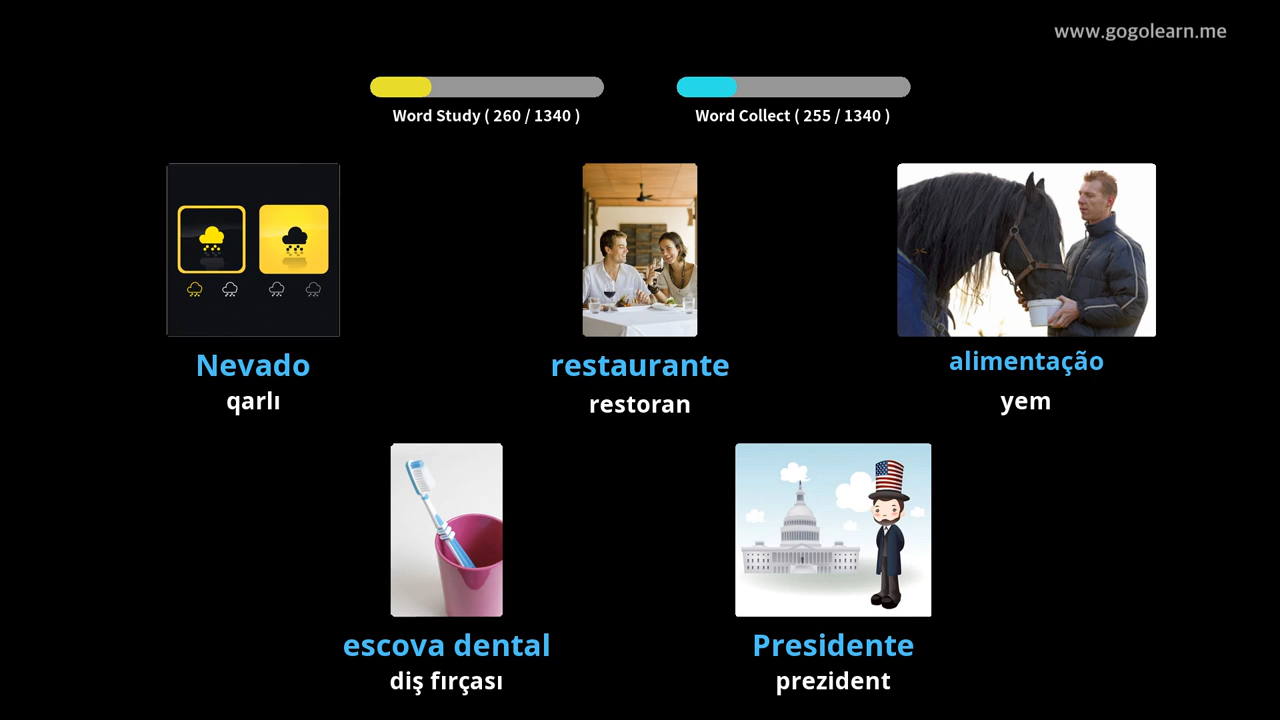 www.gogolearn.me
Word Study ( 260 / 1340 )
Word Collect ( 255 / 1340 )
Nevado
qarlı
restaurante
restoran
alimentação
yem
escova dental
diş fırçası
Presidente
prezident